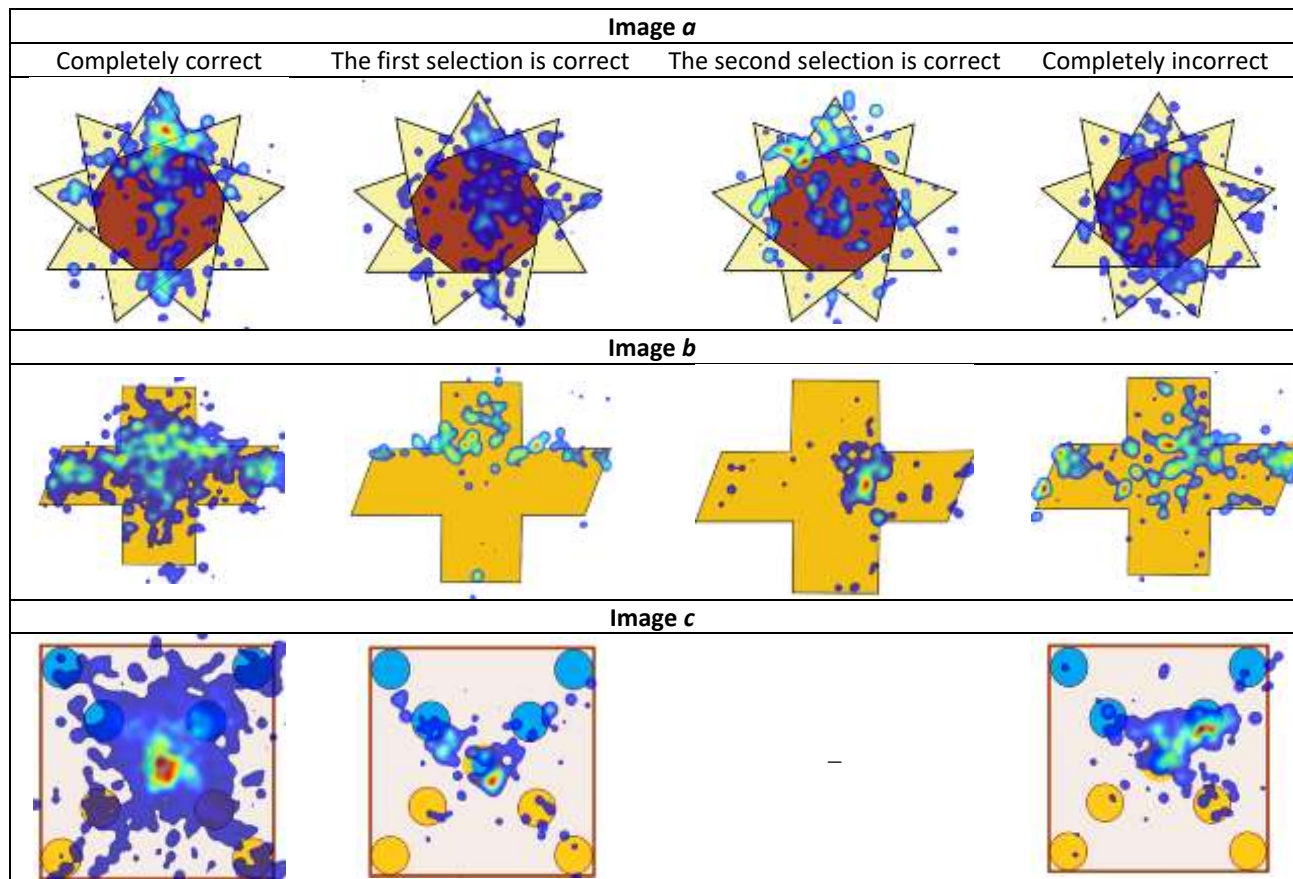 Image a
Completely correct The first selection is correct The second selection is correct Completely incorrect
Image b
Image c
–